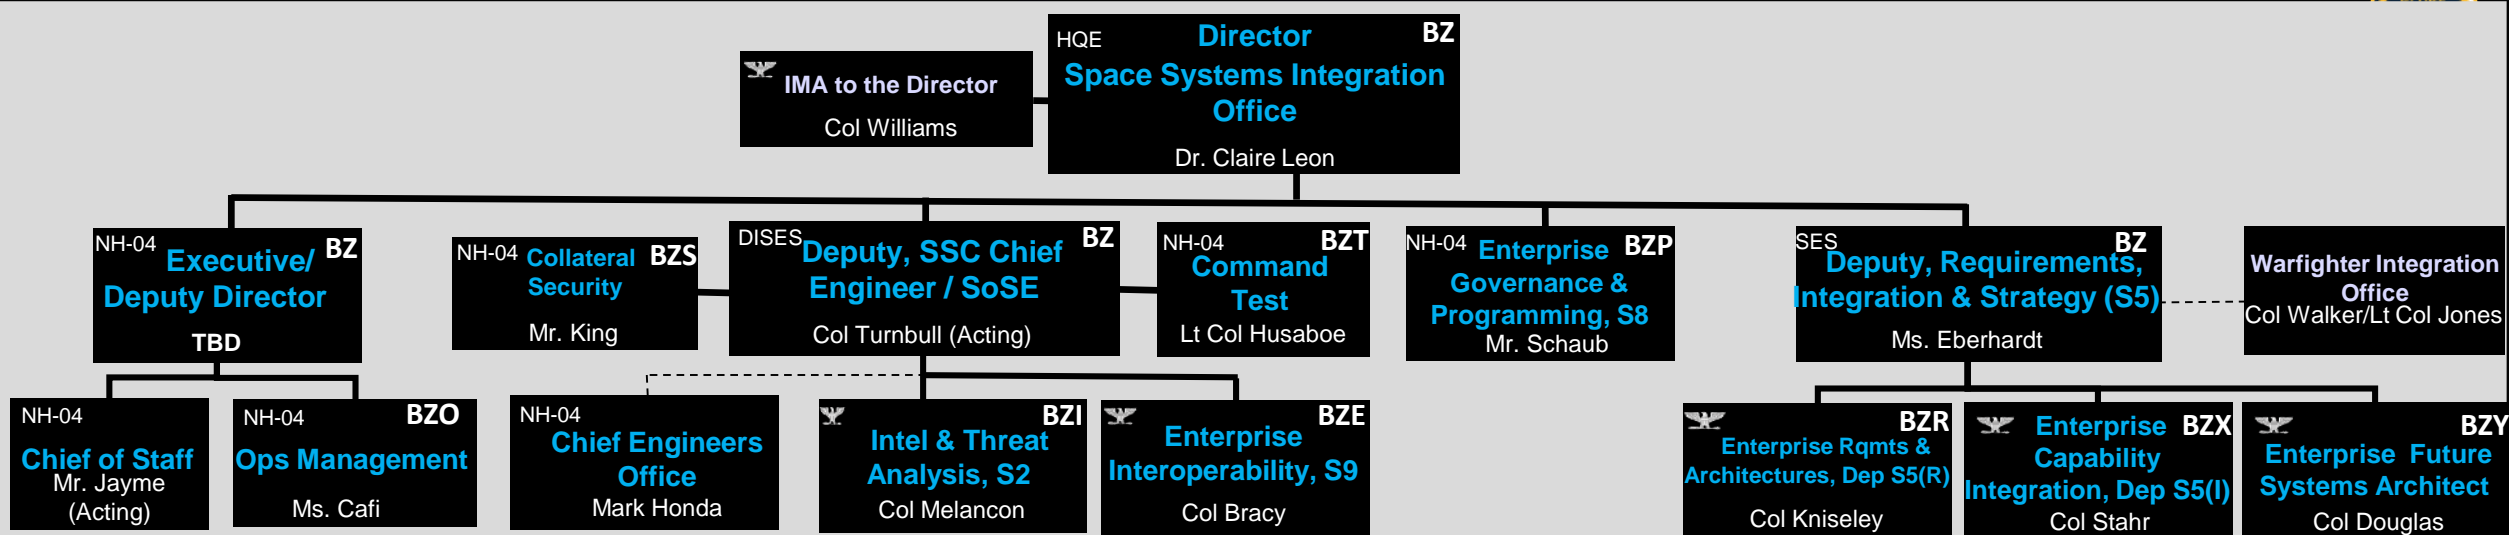 HQE
Director
BZ
Space Systems Integration
Office
Dr. Claire Leon
IMA to the Director
Col Williams
NH-04
Executive/
BZ
Deputy Director
TBD
NH-04
Collateral
BZS
Security
Mr. King
DISES
Deputy, SSC Chief
BZ
Engineer / SoSE
Col Turnbull (Acting)
NH-04
BZT
Command
Test
Lt Col Husaboe
NH-04
Enterprise
BZP
Governance &
Programming, S8
Mr. Schaub
SES
BZ
Deputy, Requirements,
Integration & Strategy (S5)
Ms. Eberhardt
Warfighter Integration
Office
Col Walker/Lt Col Jones
NH-04
Chief of Staff
Mr. Jayme
(Acting)
NH-04
BZO
Ops Management
Ms. Cafi
NH-04
Chief Engineers
Office
Mark Honda
BZI
Intel & Threat
Analysis, S2
Col Melancon
BZE
Enterprise
Interoperability, S9
Col Bracy
BZR
Enterprise Rqmts &
Architectures, Dep S5(R)
Col Kniseley
Enterprise
BZX
Capability
Integration, Dep S5(I)
Col Stahr
BZY
Enterprise Future
Systems Architect
Col Douglas